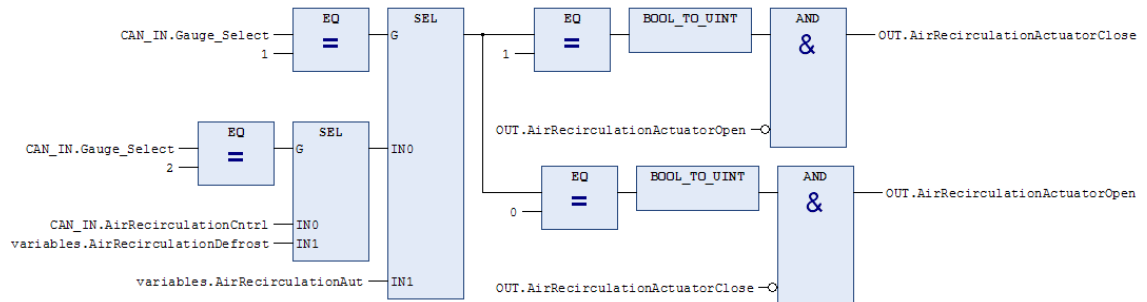 EQ
SEL
EQ
BOOL_TO_UINT
AND
CAN_IN.Gauge_Select
=
G
=
&
OUT.AirRecirculationActuatorClose
1
1
EQ
SEL
OUT.AirRecirculationActuatorOpen
CAN_IN.Gauge_Select
=
G
IN0
2
EQ
BOOL_TO_UINT
AND
=
&
OUT.AirRecirculationActuatorOpen
0
CAN_IN.AirRecirculationCntrl
IN0
variables.AirRecirculationDefrost
IN1
variables.AirRecirculationAut
IN1
OUT.AirRecirculationActuatorClose